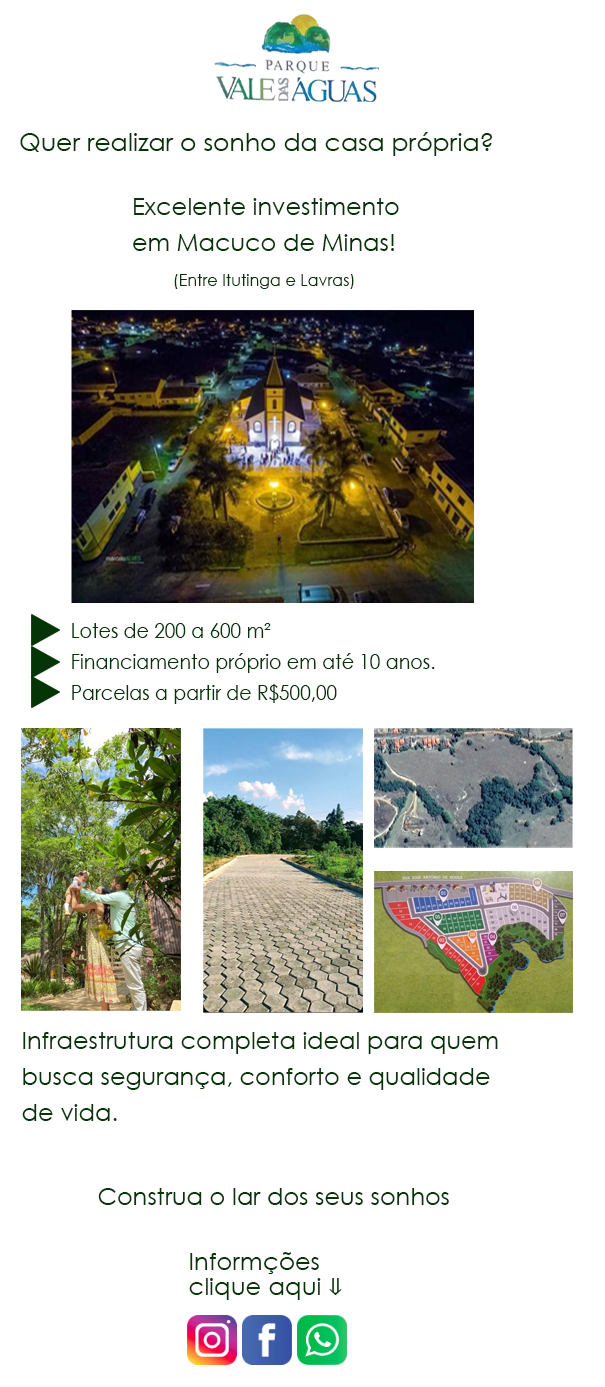 PARQUE
VALE DAS ÁGUAS
Quer realizar o sonho da casa própria?
Excelente investimento
em Macuco de Minas!
(Entre Itutinga e Lavras)
Lotes de 200 a 600 m²
Financiamento próprio em até 10 anos.
Parcelas a partir de R$500,00
Infraestrutura completa ideal para quem
busca segurança, conforto e qualidade
de vida.
Construa o lar dos seus sonhos
Informções
clique aqui ⇓